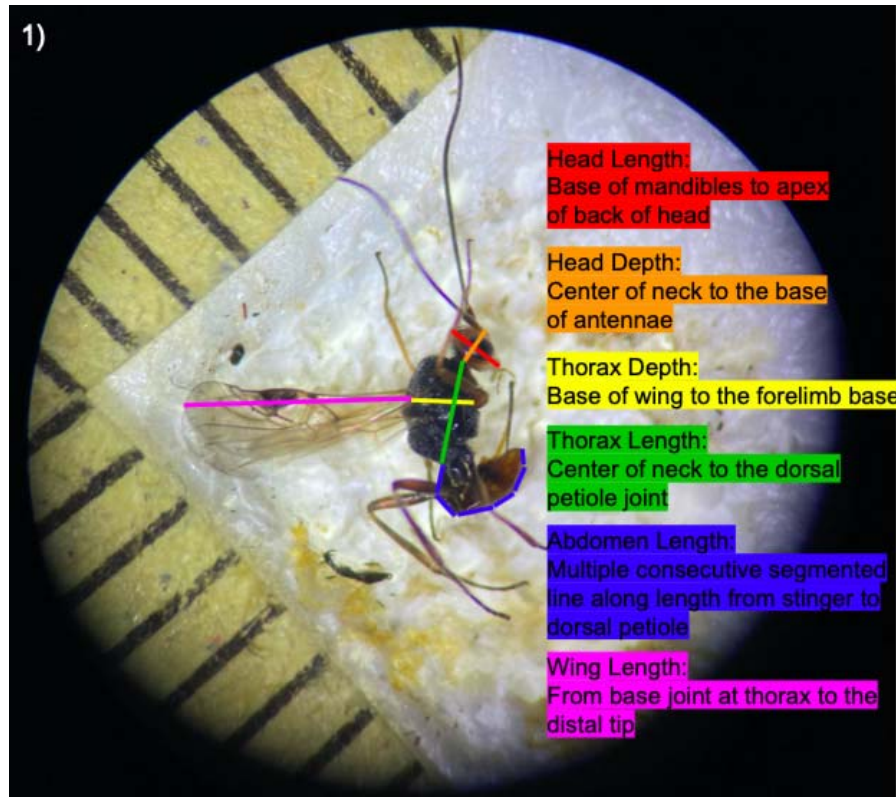 1)
Head Length:
Base of mandibles to apex
of back of head
Head Depth:
Center of neck to the base
of antennae
Thorax Depth:
Base of wing to the forelimb base
Thorax Length:
Center of neck to the dorsal
petiole joint
Abdomen Length:
Multiple consecutive segmented
line along length from stinger to
dorsal petiole
Wing Length:
From base joint at thorax to the
distal tip